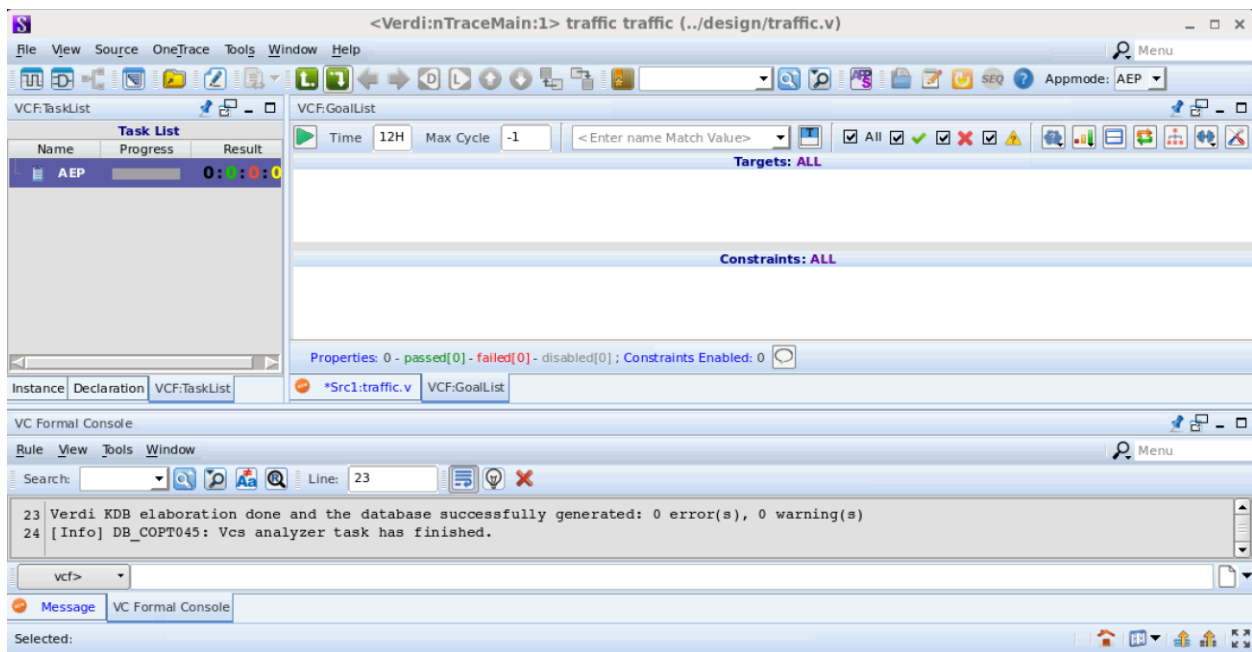 <Verdi:nTraceMain:1> traffic traffic (../design/traffic.v)
File View Source OneTrace Tools Window Help
Menu
SEQ Appmode: AEP
VCF:TaskList
VCF:GoalList
Task List
Time 12H Max Cycle -1 <Enter name Match Value> All
Name Progress Result
Targets: ALL
AEP 0:0:0:0
Constraints: ALL
Properties: 0 - passed[0] - failed[0] - disabled[0] ; Constraints Enabled: 0
Instance Declaration VCF:TaskList
*Src1:traffic.v VCF:GoalList
VC Formal Console
Rule View Tools Window
Menu
Search: Line: 23
23 Verdi KDB elaboration done and the database successfully generated: 0 error(s), 0 warning(s)
24 [Info] DB_COPT045: Vcs analyzer task has finished.
vcf>
Message VC Formal Console
Selected: